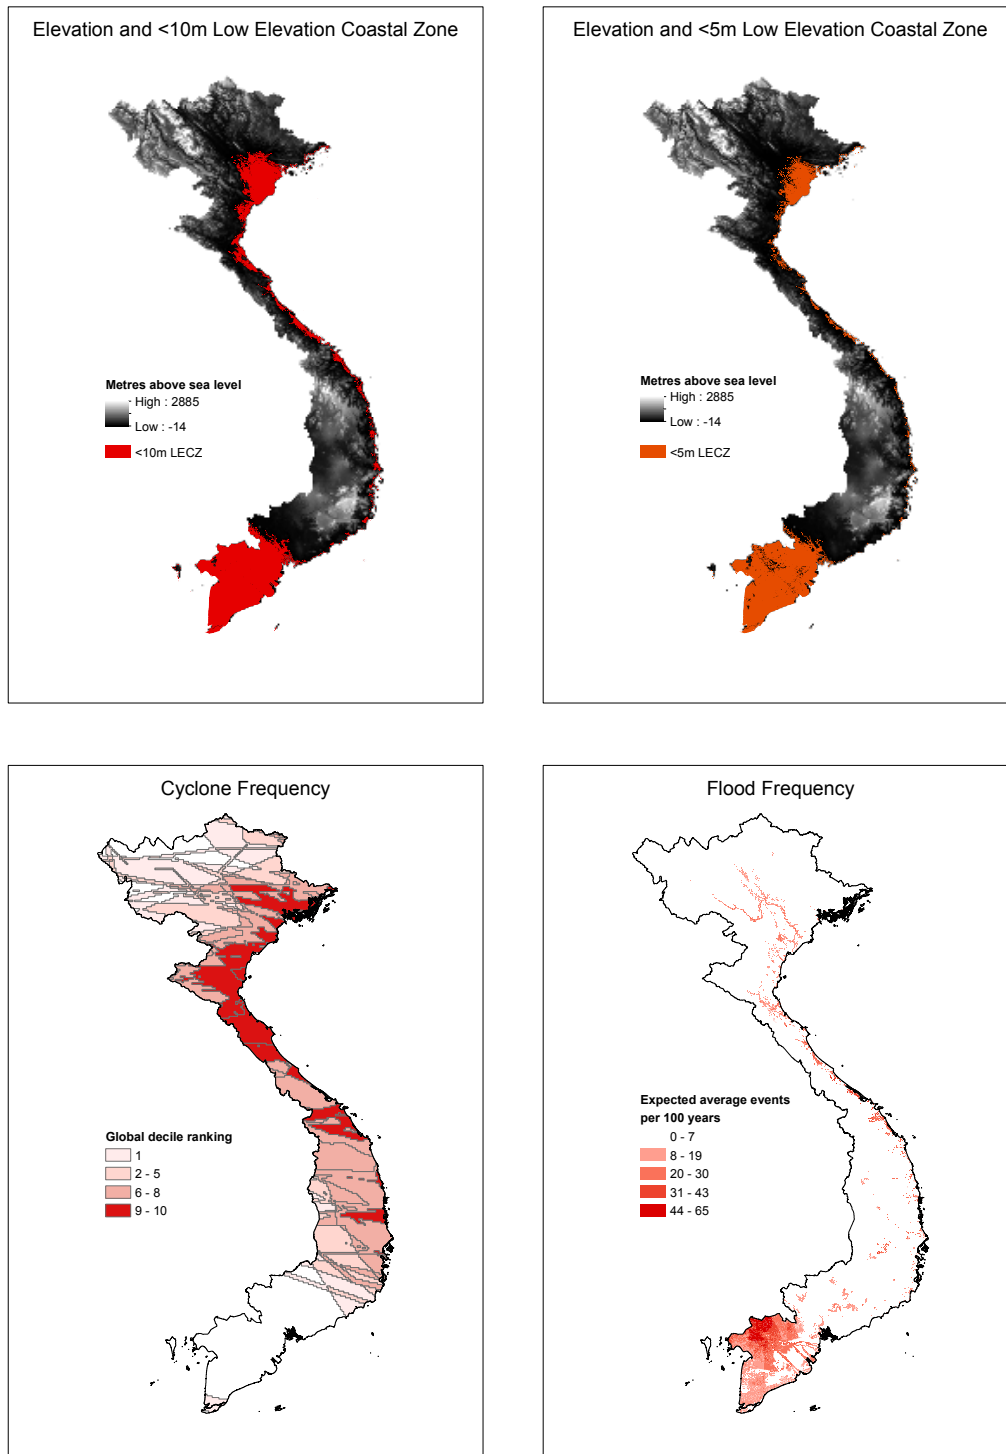 Elevation and <10m Low Elevation Coastal Zone
Metres above sea level
High : 2885
Low : -14
<10m LECZ
Elevation and <5m Low Elevation Coastal Zone
Metres above sea level
High : 2885
Low : -14
<5m LECZ
Cyclone Frequency
Global decile ranking
1
2 - 5
6 - 8
9 - 10
Flood Frequency
Expected average events
per 100 years
0 - 7
8 - 19
20 - 30
31 - 43
44 - 65